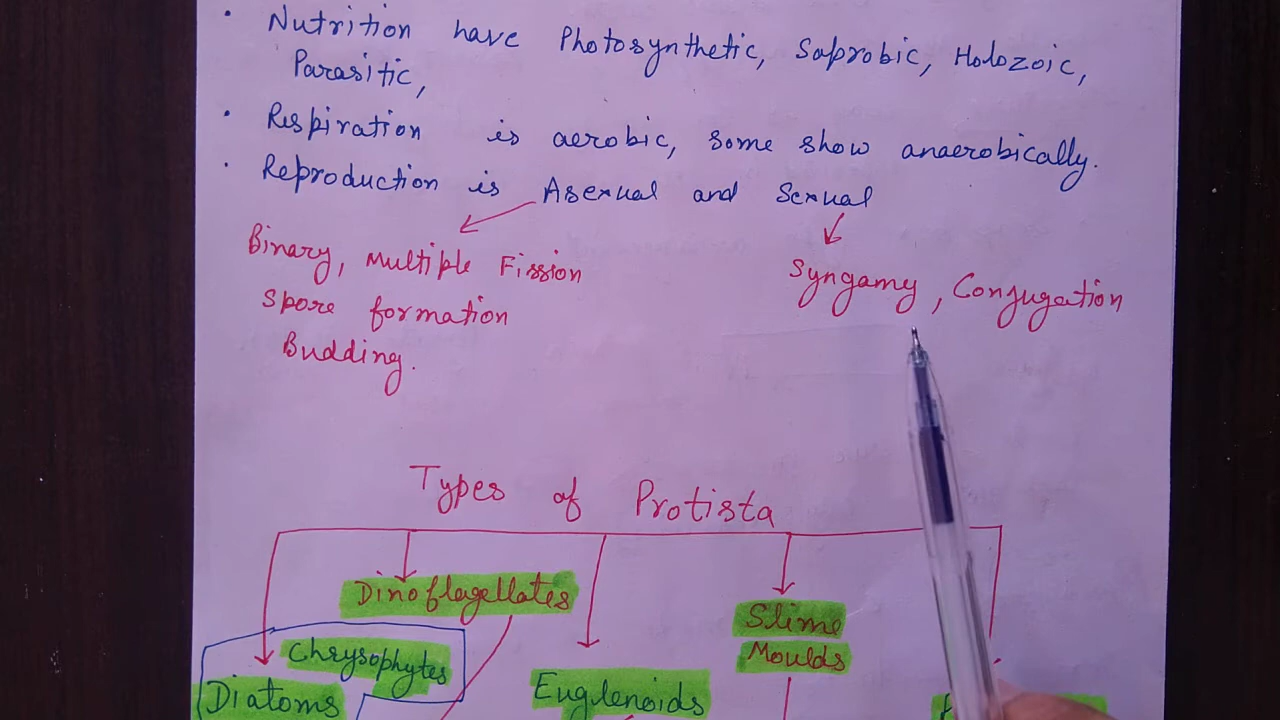 • Nutrition have Photosynthetic, Saprobic, Holozoic,
Parasitic,
• Respiration is aerobic, some show anaerobically.
• Reproduction is Asexual and Sexual
Binary, Multiple Fission
Spore formation
Budding.
Syngamy, Conjugation
Types of Protista
Dinoflagellates
Slime
Moulds
Chrysophytes
Diatoms
Euglenoids